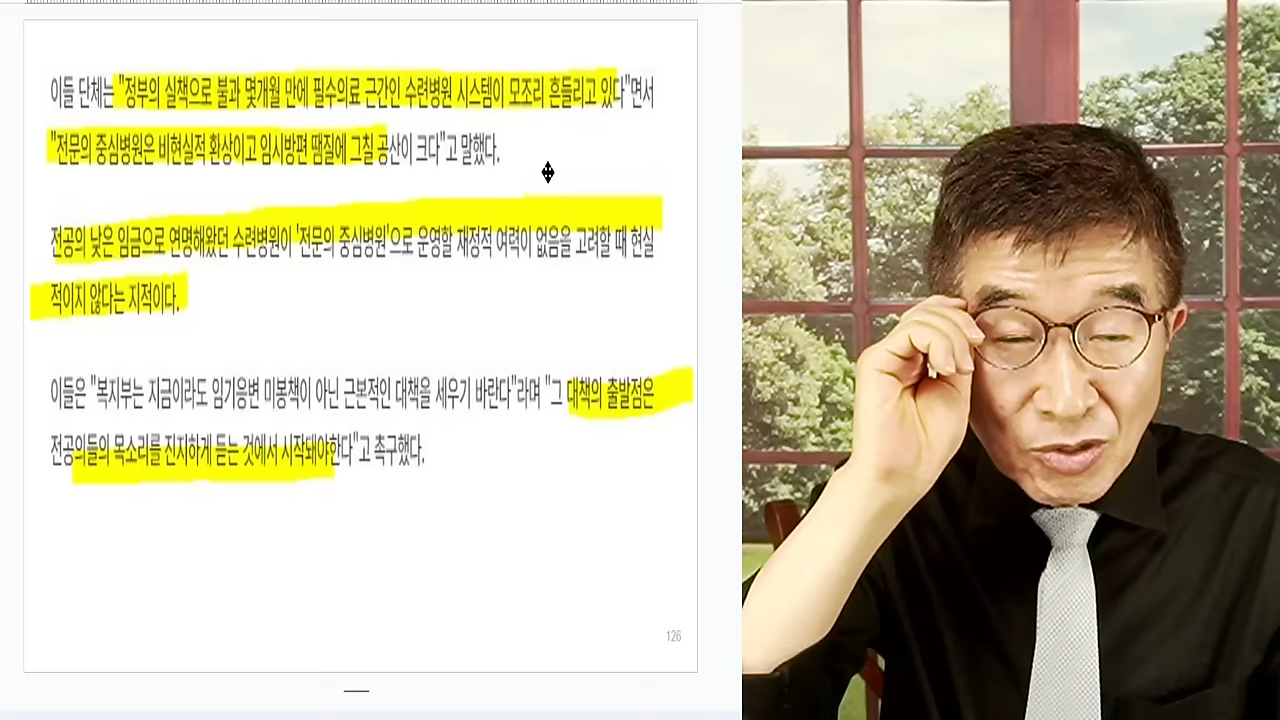 이들 단체는 "정부의 실책으로 불과 몇개월 만에 필수의료 근간인 수련병원 시스템이 모조리 흔들리고 있다"면서
"전문의 중심병원은 비현실적 환상이고 임시방편 땜질에 그칠 공산이 크다"고 말했다.
전공의 낮은 임금으로 연명해왔던 수련병원이 '전문의 중심병원'으로 운영할 재정적 여력이 없음을 고려할 때 현실
적이지 않다는 지적이다.
이들은 "복지부는 지금이라도 임기응변 미봉책이 아닌 근본적인 대책을 세우기 바란다"라며 "그 대책의 출발점은
전공의들의 목소리를 진지하게 듣는 것에서 시작돼야한다"고 촉구했다.
126